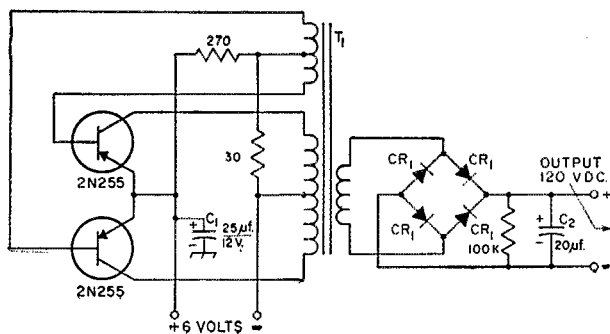 T1
270
2N255
30
CR1 CR1
OUTPUT
120 VDC.
+
+ C1 25µf.
12V.
CR1 CR1
100K
+ C2
- 20µf.
2N255
-
+6 VOLTS -